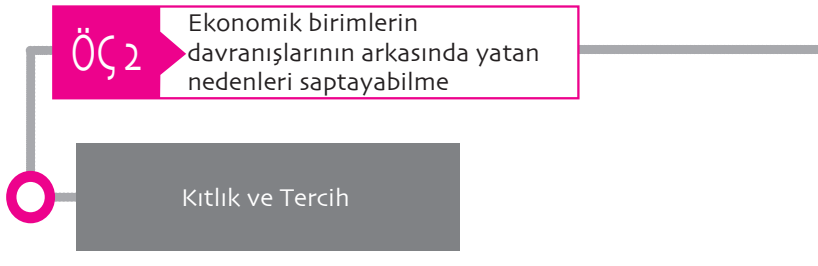 ÖÇ 2
Ekonomik birimlerin
davranışlarının arkasında yatan
nedenleri saptayabilme
Kıtlık ve Tercih